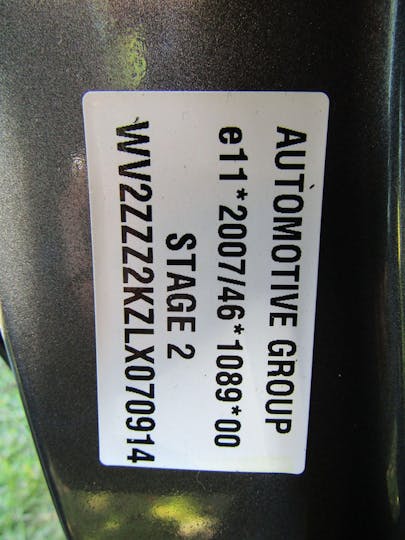 AUTOMOTIVE GROUP
e11*2007/46*1089*00
STAGE 2
WV2ZZZ2KZLX070914